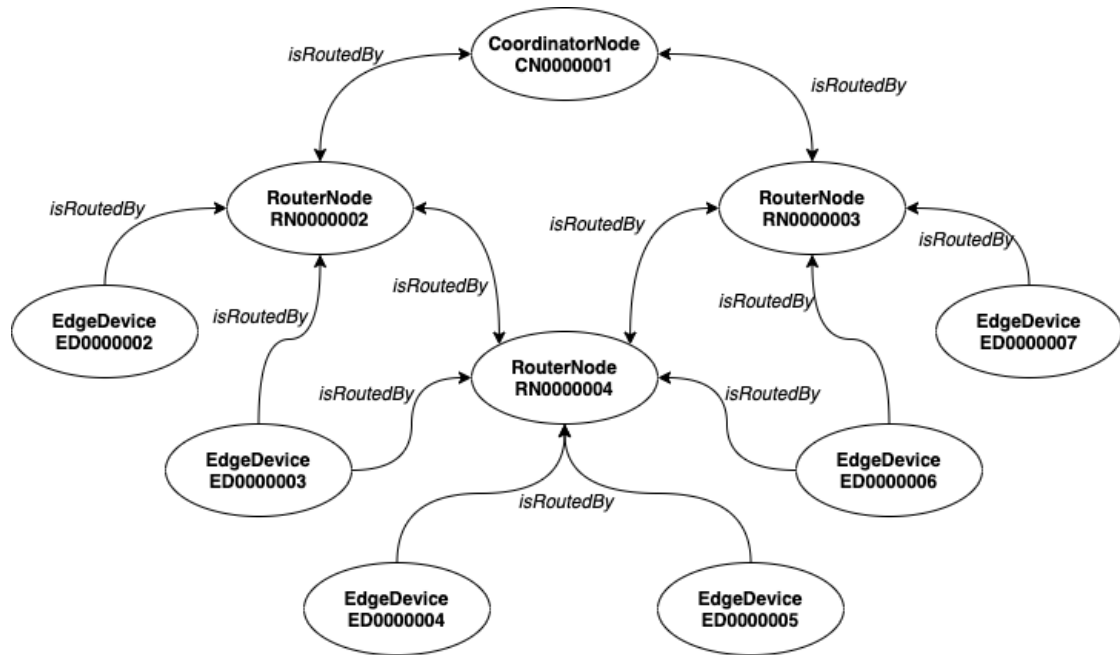 CoordinatorNode
CN0000001
isRoutedBy
isRoutedBy
RouterNode
RN0000002
RouterNode
RN0000003
isRoutedBy
isRoutedBy
isRoutedBy
isRoutedBy
isRoutedBy
isRoutedBy
EdgeDevice
ED0000002
EdgeDevice
ED0000007
RouterNode
RN0000004
isRoutedBy
isRoutedBy
EdgeDevice
ED0000003
EdgeDevice
ED0000006
isRoutedBy
EdgeDevice
ED0000004
EdgeDevice
ED0000005